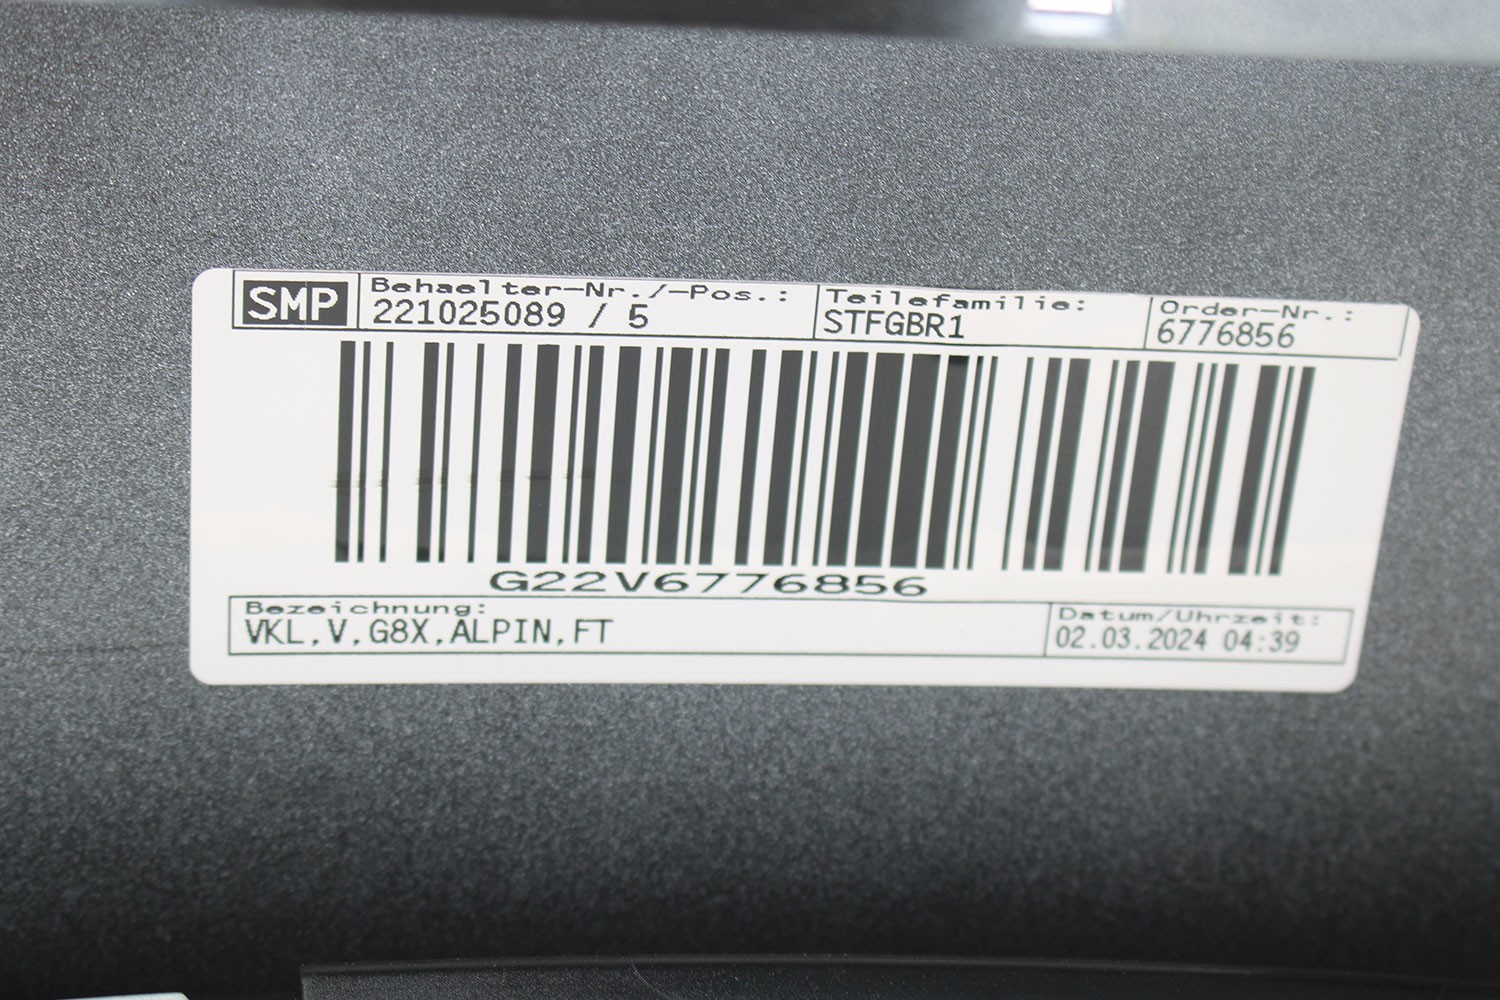 SMP
Behaelter-Nr./-Pos.:
221025089 / 5
Teilefamilie:
STFGBR1
Order-Nr.:
6776856
G22V6776856
Bezeichnung:
VKL,V,G8X,ALPIN,FT
Datum/Uhrzeit:
02.03.2024 04:39